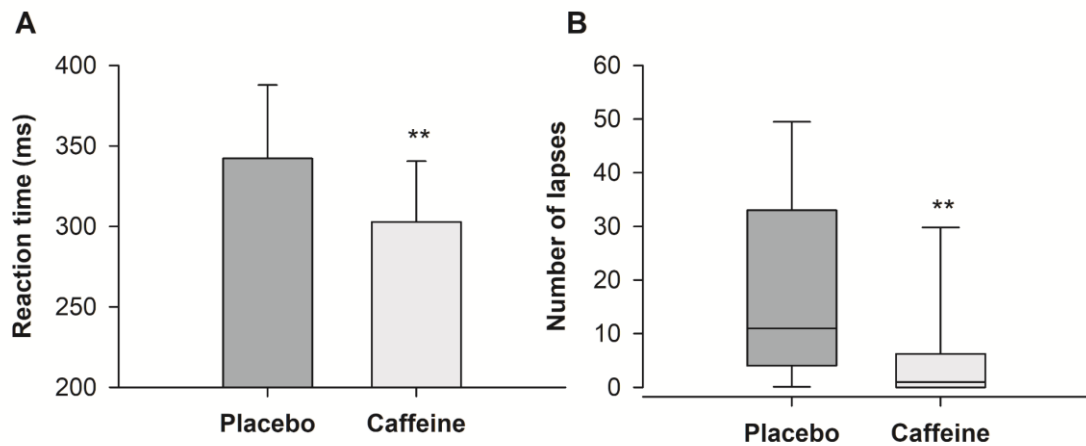 A
Reaction time (ms)
400
350
300
250
200
**
Placebo
Caffeine
B
Number of lapses
60
50
40
30
20
10
0
**
Placebo
Caffeine